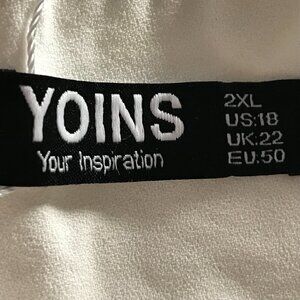 YOINS
Your Inspiration
2XL
US:18
UK:22
EU:50